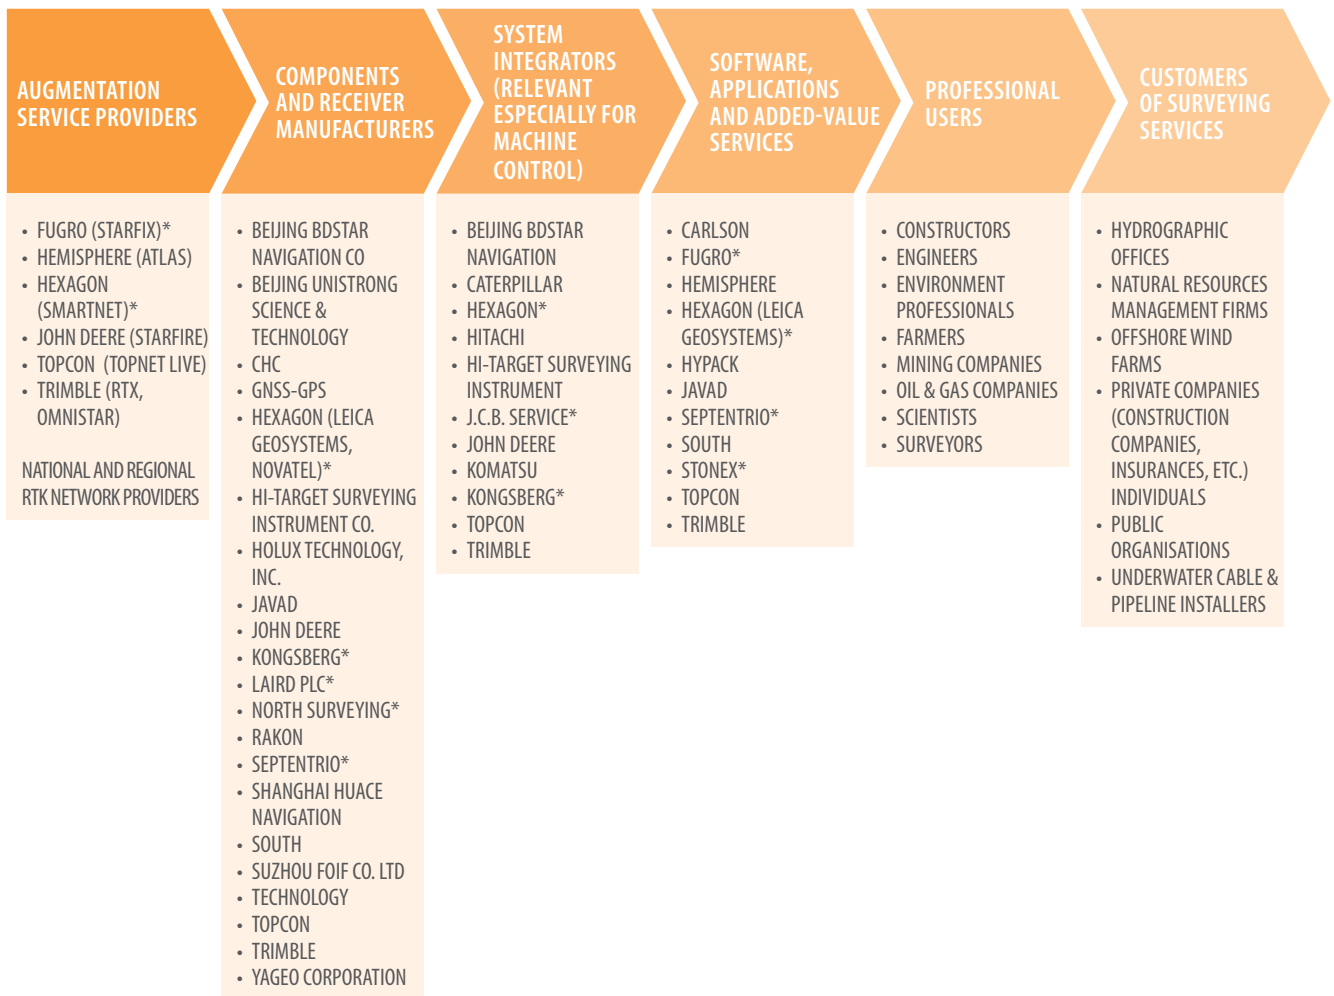 AUGMENTATION
SERVICE PROVIDERS
• FUGRO (STARFIX)*
• HEMISPHERE (ATLAS)
• HEXAGON
(SMARTNET)*
• JOHN DEERE (STARFIRE)
• TOPCON (TOPNET LIVE)
• TRIMBLE (RTX,
OMNISTAR)
NATIONAL AND REGIONAL
RTK NETWORK PROVIDERS
COMPONENTS
AND RECEIVER
MANUFACTURERS
• BEIJING BDSTAR
NAVIGATION CO
• BEIJING UNISTRONG
SCIENCE &
TECHNOLOGY
• CHC
• GNSS-GPS
• HEXAGON (LEICA
GEOSYSTEMS,
NOVATEL)*
• HI-TARGET SURVEYING
INSTRUMENT CO.
• HOLUX TECHNOLOGY,
INC.
• JAVAD
• JOHN DEERE
• KONGSBERG*
• LAIRD PLC*
• NORTH SURVEYING*
• RAKON
• SEPTENTRIO*
• SHANGHAI HUACE
NAVIGATION
• SOUTH
• SUZHOU FOIF CO. LTD
• TECHNOLOGY
• TOPCON
• TRIMBLE
• YAGEO CORPORATION
SYSTEM
INTEGRATORS
(RELEVANT
ESPECIALLY FOR
MACHINE
CONTROL)
• BEIJING BDSTAR
NAVIGATION
• CATERPILLAR
• HEXAGON*
• HITACHI
• HI-TARGET SURVEYING
INSTRUMENT
• J.C.B. SERVICE*
• JOHN DEERE
• KOMATSU
• KONGSBERG*
• TOPCON
• TRIMBLE
SOFTWARE,
APPLICATIONS
AND ADDED-VALUE
SERVICES
• CARLSON
• FUGRO*
• HEMISPHERE
• HEXAGON (LEICA
GEOSYSTEMS)*
• HYPACK
• JAVAD
• SEPTENTRIO*
• SOUTH
• STONEX*
• TOPCON
• TRIMBLE
PROFESSIONAL
USERS
• CONSTRUCTORS
• ENGINEERS
• ENVIRONMENT
PROFESSIONALS
• FARMERS
• MINING COMPANIES
• OIL & GAS COMPANIES
• SCIENTISTS
• SURVEYORS
CUSTOMERS
OF SURVEYING
SERVICES
• HYDROGRAPHIC
OFFICES
• NATURAL RESOURCES
MANAGEMENT FIRMS
• OFFSHORE WIND
FARMS
• PRIVATE COMPANIES
(CONSTRUCTION
COMPANIES,
INSURANCES, ETC.)
INDIVIDUALS
• PUBLIC
ORGANISATIONS
• UNDERWATER CABLE &
PIPELINE INSTALLERS